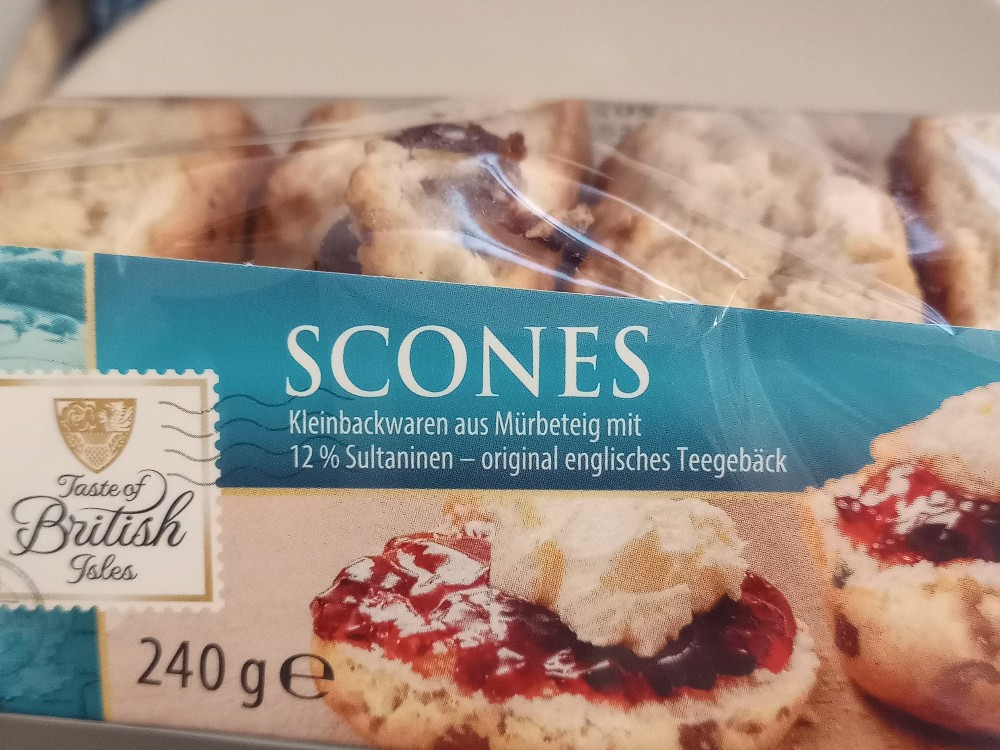 SCONES
Kleinbackwaren aus Mürbeteig mit
12 % Sultaninen – original englisches Teegebäck
Taste of
British
Isles
240 g ℮